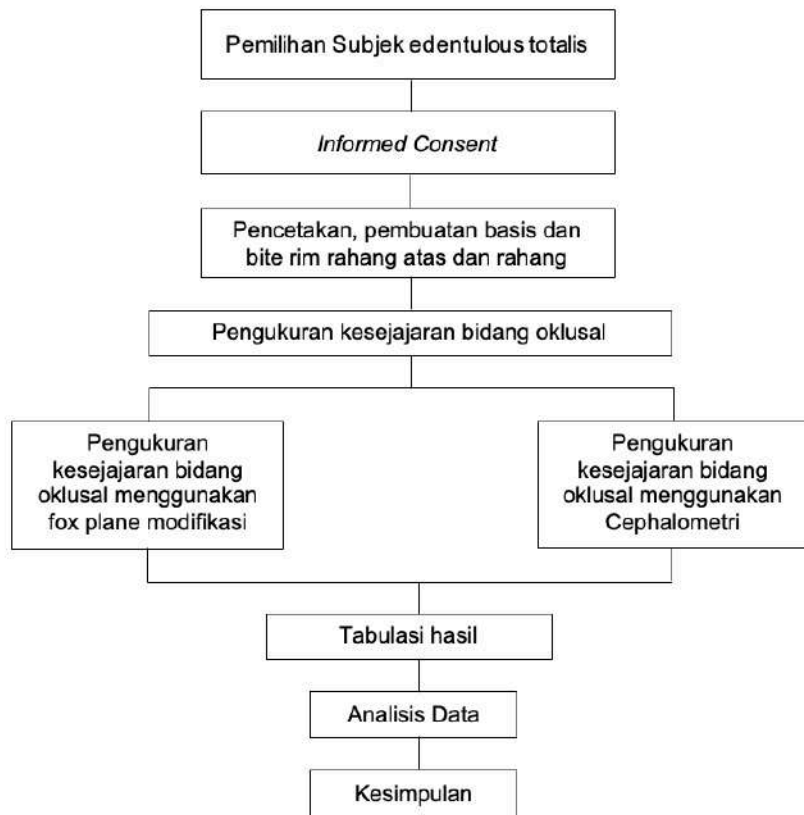 Pemilihan Subjek edentulous totalis
Informed Consent
Pencetakan, pembuatan basis dan
bite rim rahang atas dan rahang
Pengukuran kesejajaran bidang oklusal
Pengukuran
kesejajaran bidang
oklusal menggunakan
fox plane modifikasi
Pengukuran
kesejajaran bidang
oklusal menggunakan
Cephalometri
Tabulasi hasil
Analisis Data
Kesimpulan